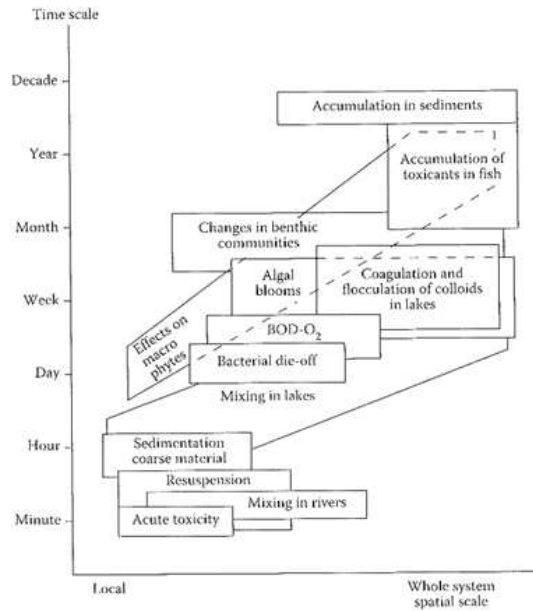 Time scale
Decade
Accumulation in sediments
Year
1
Accumulation of
toxicants in fish
Month
Changes in benthic
communities
Algal
blooms
Coagulation and
flocculation of colloids
in lakes
Week
Effects on
macro
phytes
BOD-O₂
Day
Bacterial die-off
Mixing in lakes
Hour
Sedimentation
coarse material
Resuspension
Mixing in rivers
Minute
Acute toxicity
Local
Whole system
spatial scale